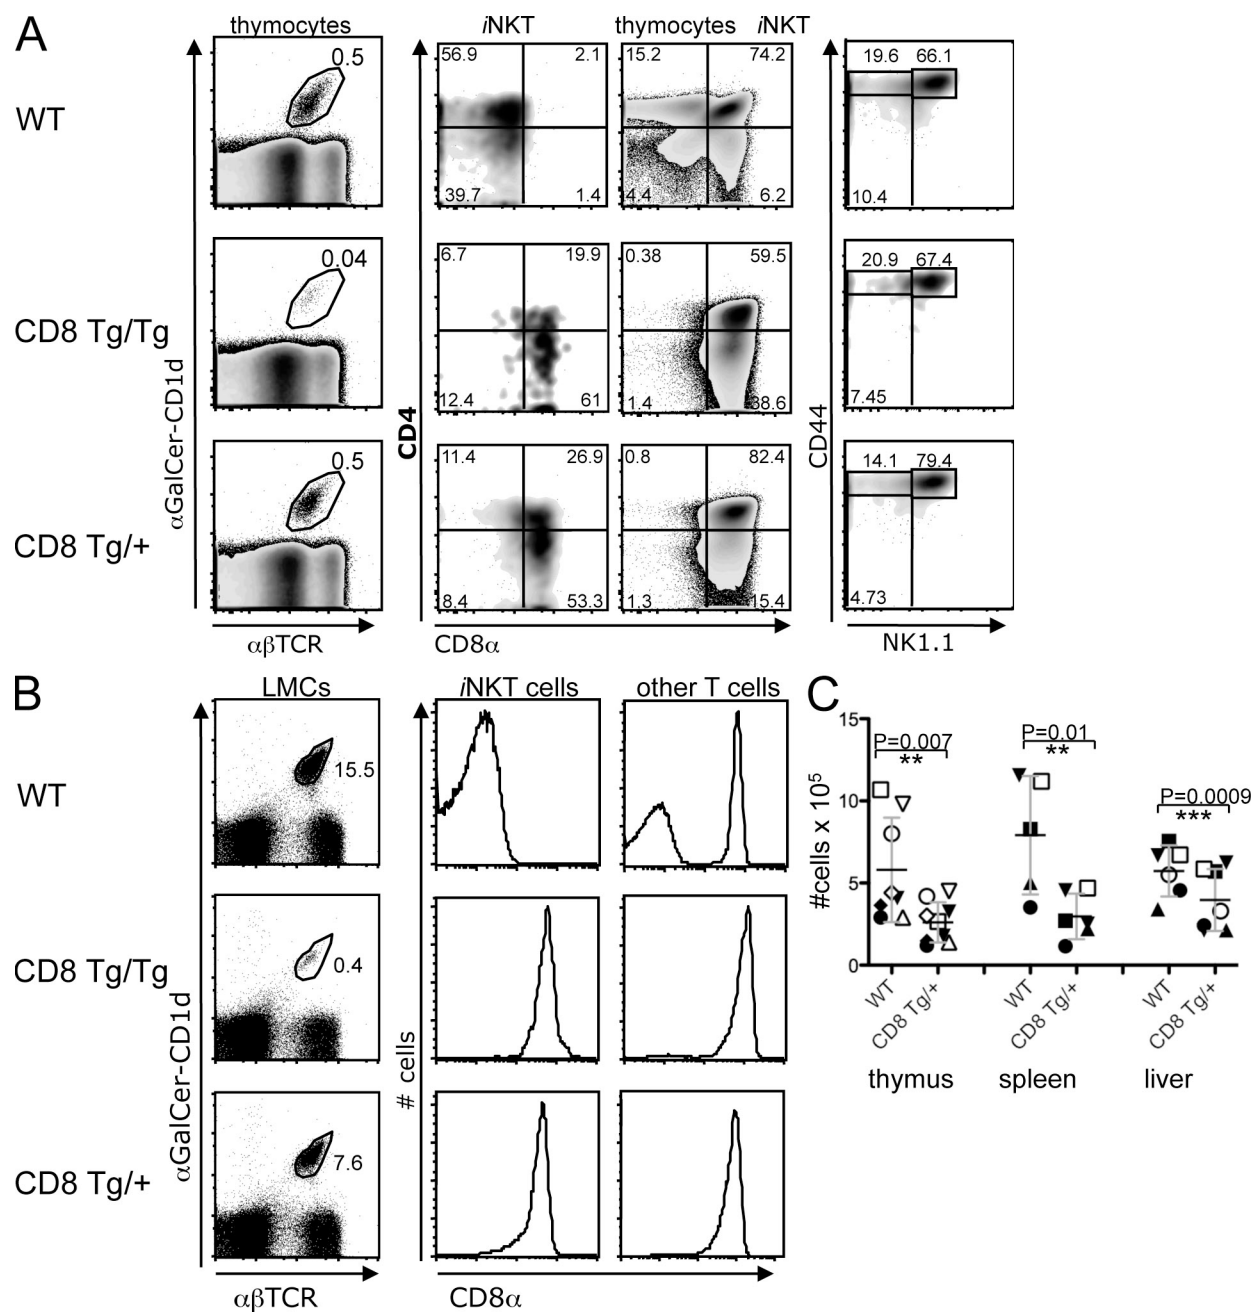 A
thymocytes
iNKT
thymocytes
iNKT
WT
0.5
56.9
2.1
39.7
1.4
15.2
74.2
4.4
6.2
19.6
66.1
10.4
CD8 Tg/Tg
0.04
6.7
19.9
12.4
61
0.38
59.5
1.4
38.6
20.9
67.4
7.45
CD8 Tg/+
0.5
11.4
26.9
8.4
53.3
0.8
82.4
1.3
15.4
14.1
79.4
4.73
αGalCer-CD1d
CD4
CD44
αβTCR
CD8α
NK1.1
B
LMCs
iNKT cells
other T cells
WT
15.5
CD8 Tg/Tg
0.4
CD8 Tg/+
7.6
αGalCer-CD1d
# cells
αβTCR
CD8α
C
#cells x 10⁵
15
10
5
0
P=0.007
**
P=0.01
**
P=0.0009
***
WT
CD8 Tg/+
WT
CD8 Tg/+
WT
CD8 Tg/+
thymus
spleen
liver